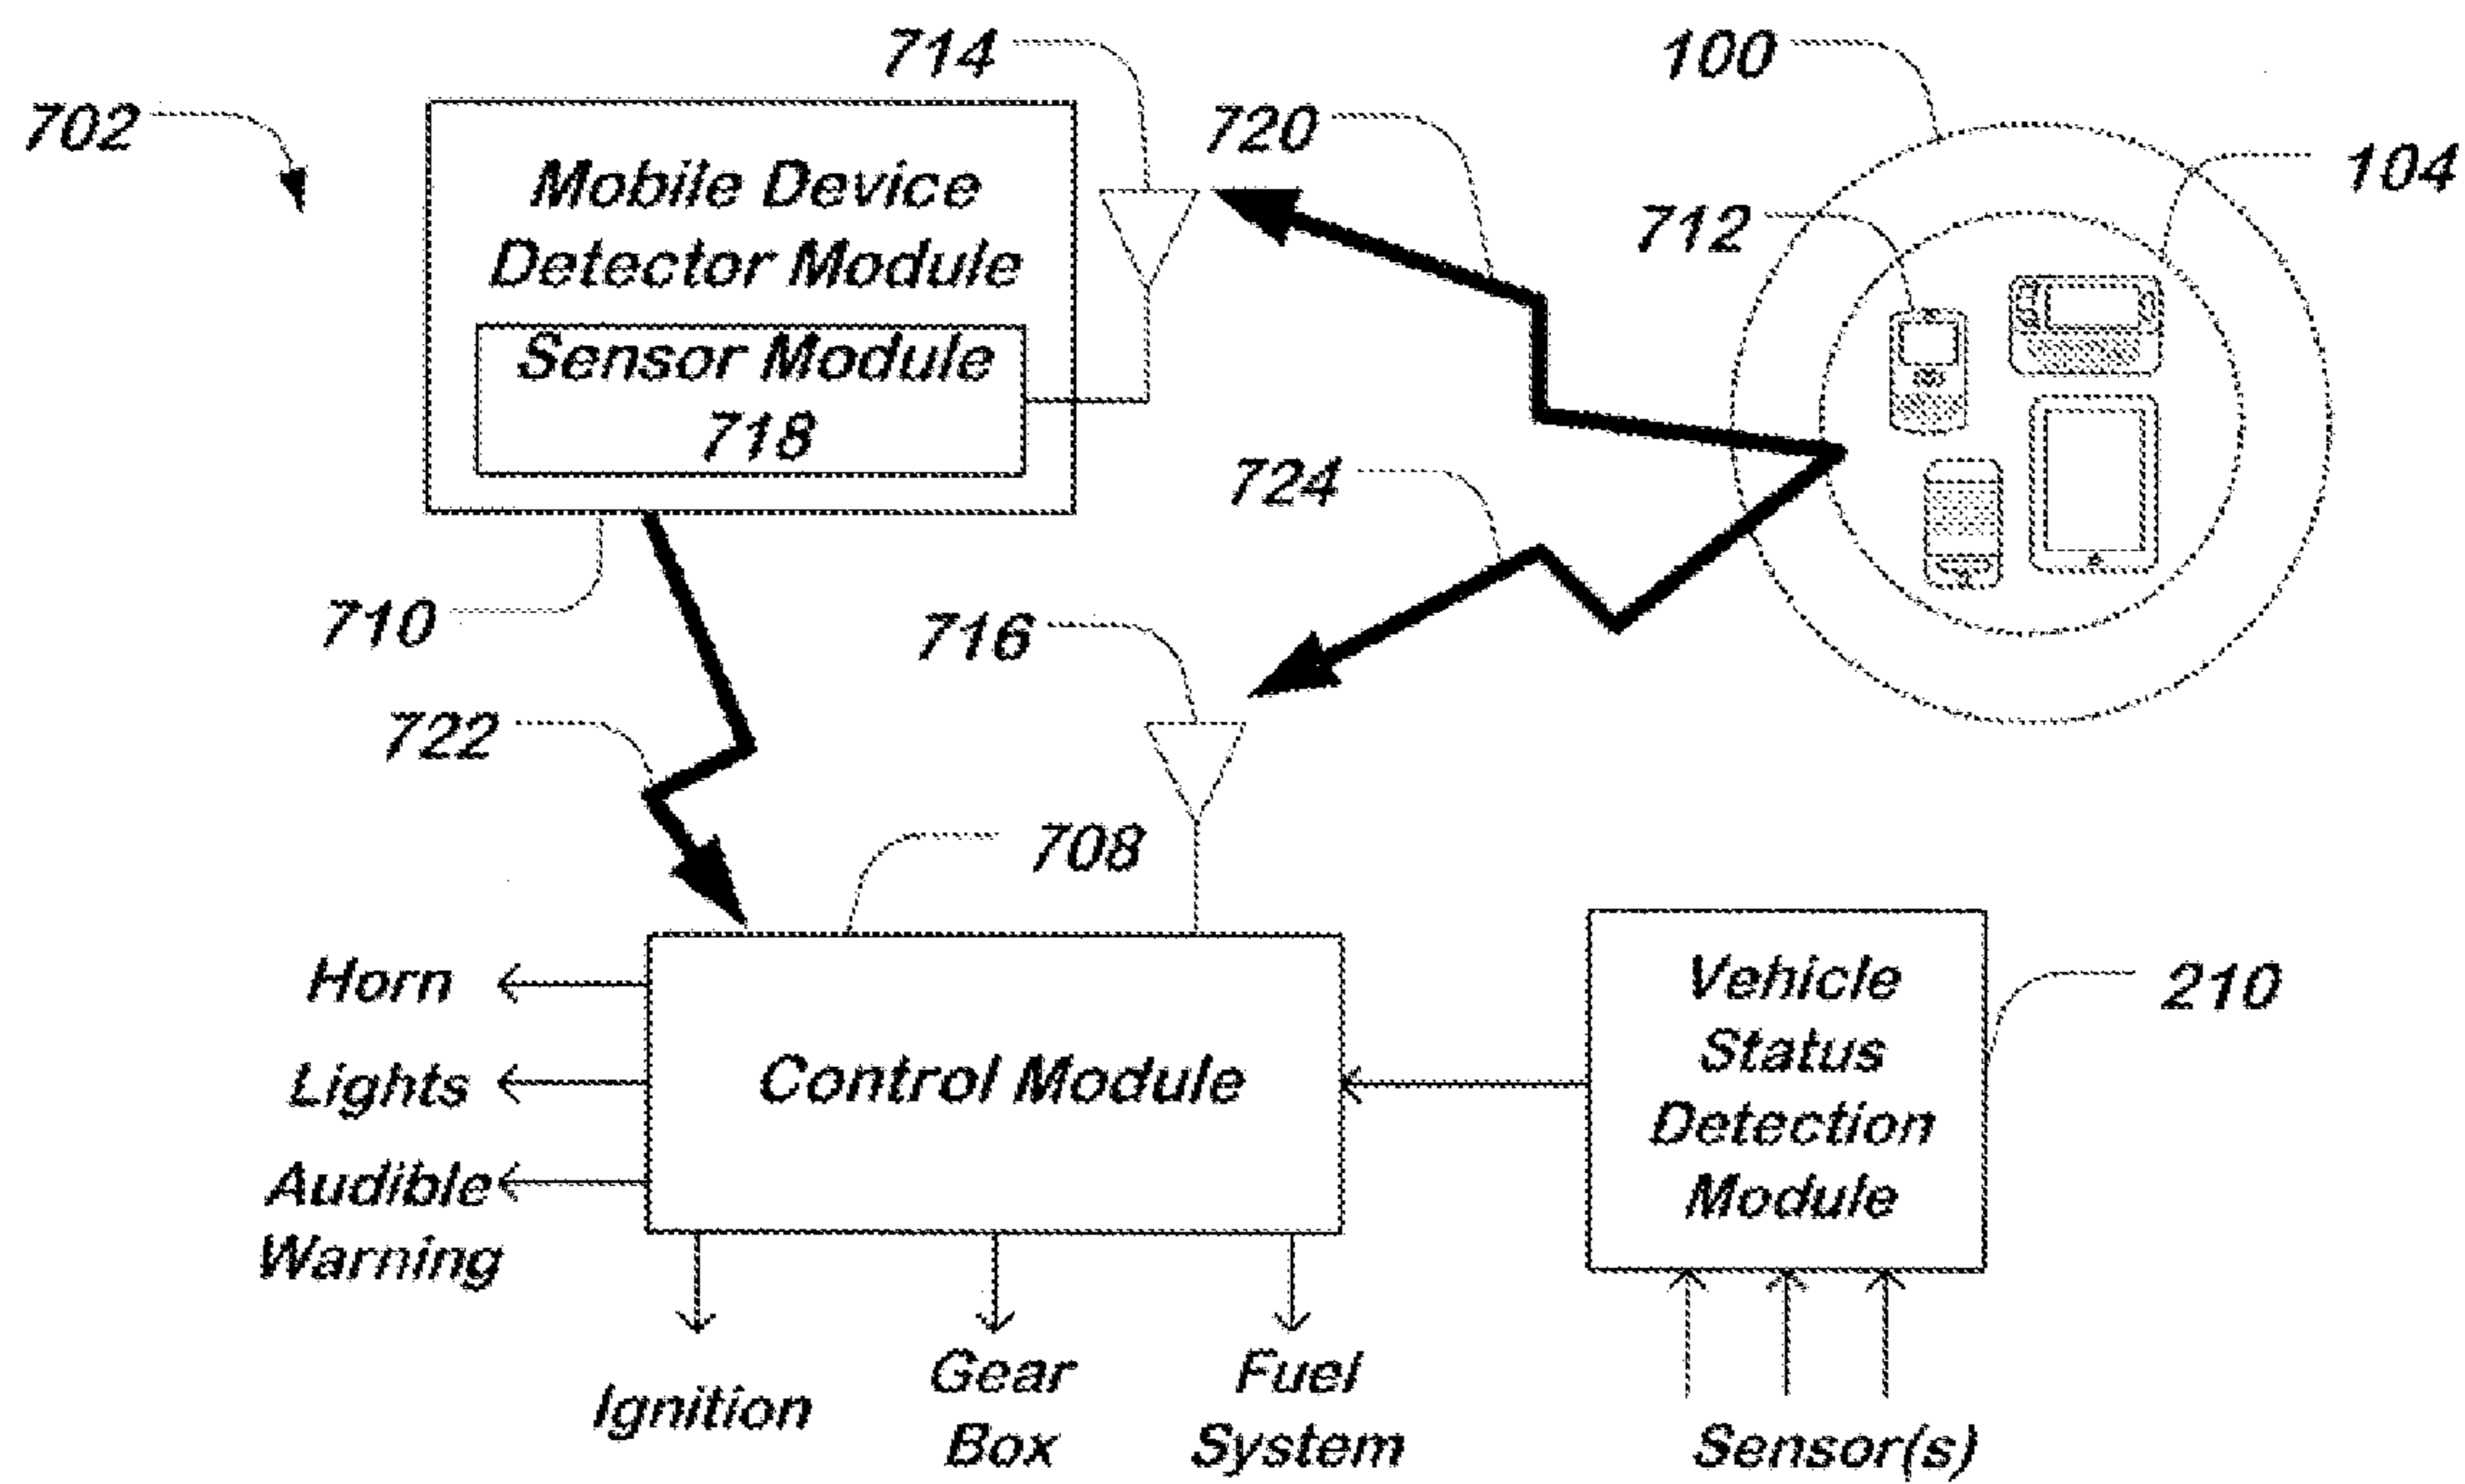 714
100
702
720
104
Mobile Device
Detector Module
712
Sensor Module
718
724
710
716
722
708
Horn
Lights
Audible
Warning
Control Module
Vehicle
Status
Detection
Module
210
Ignition
Gear
Box
Fuel
System
Sensor(s)